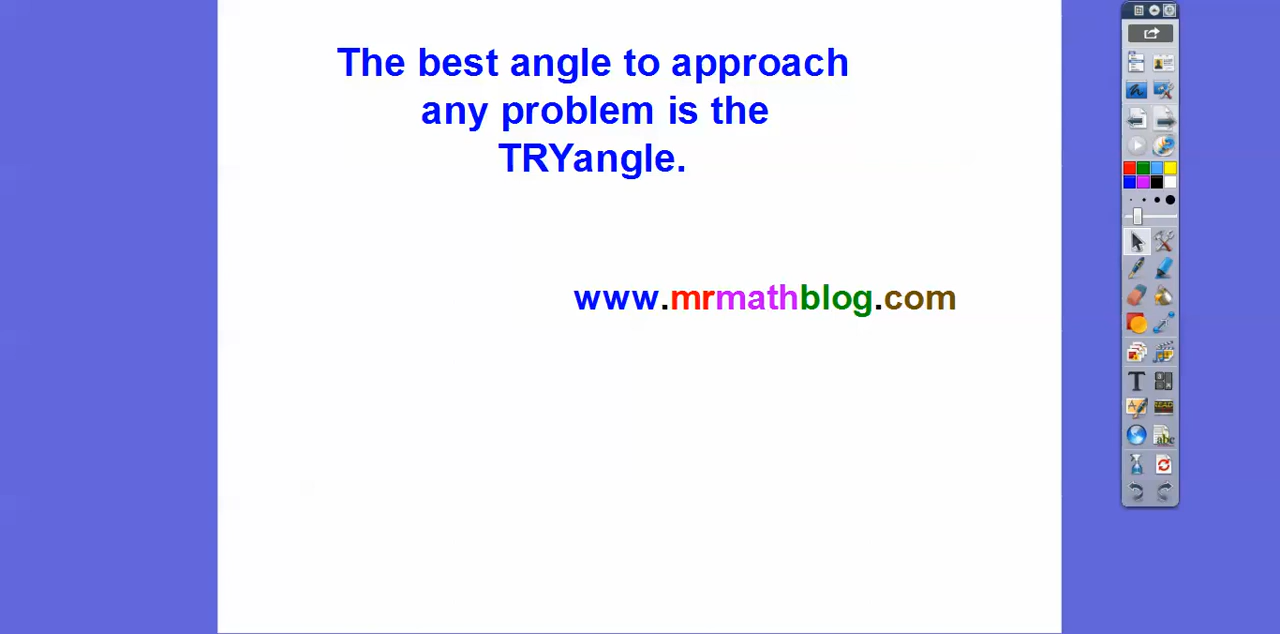 The best angle to approach
any problem is the
TRYangle.
www.mrmathblog.com